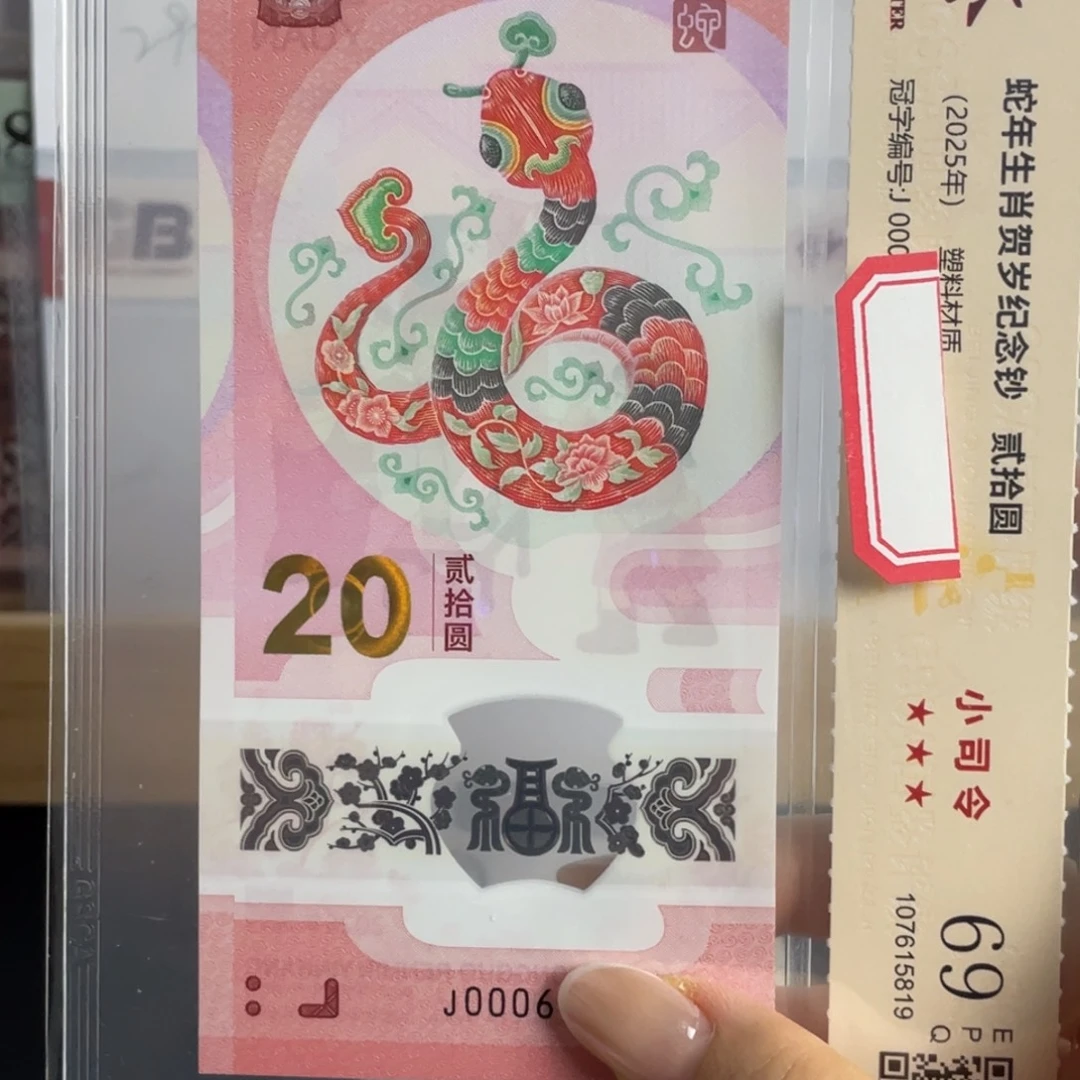 蛇
20
贰
拾
圆
J0006
TER
蛇年生肖贺岁纪念钞 贰拾圆
(2025年) 塑料材质
冠字编号:J 000
小司令
★★★
69
EPQ
107615819